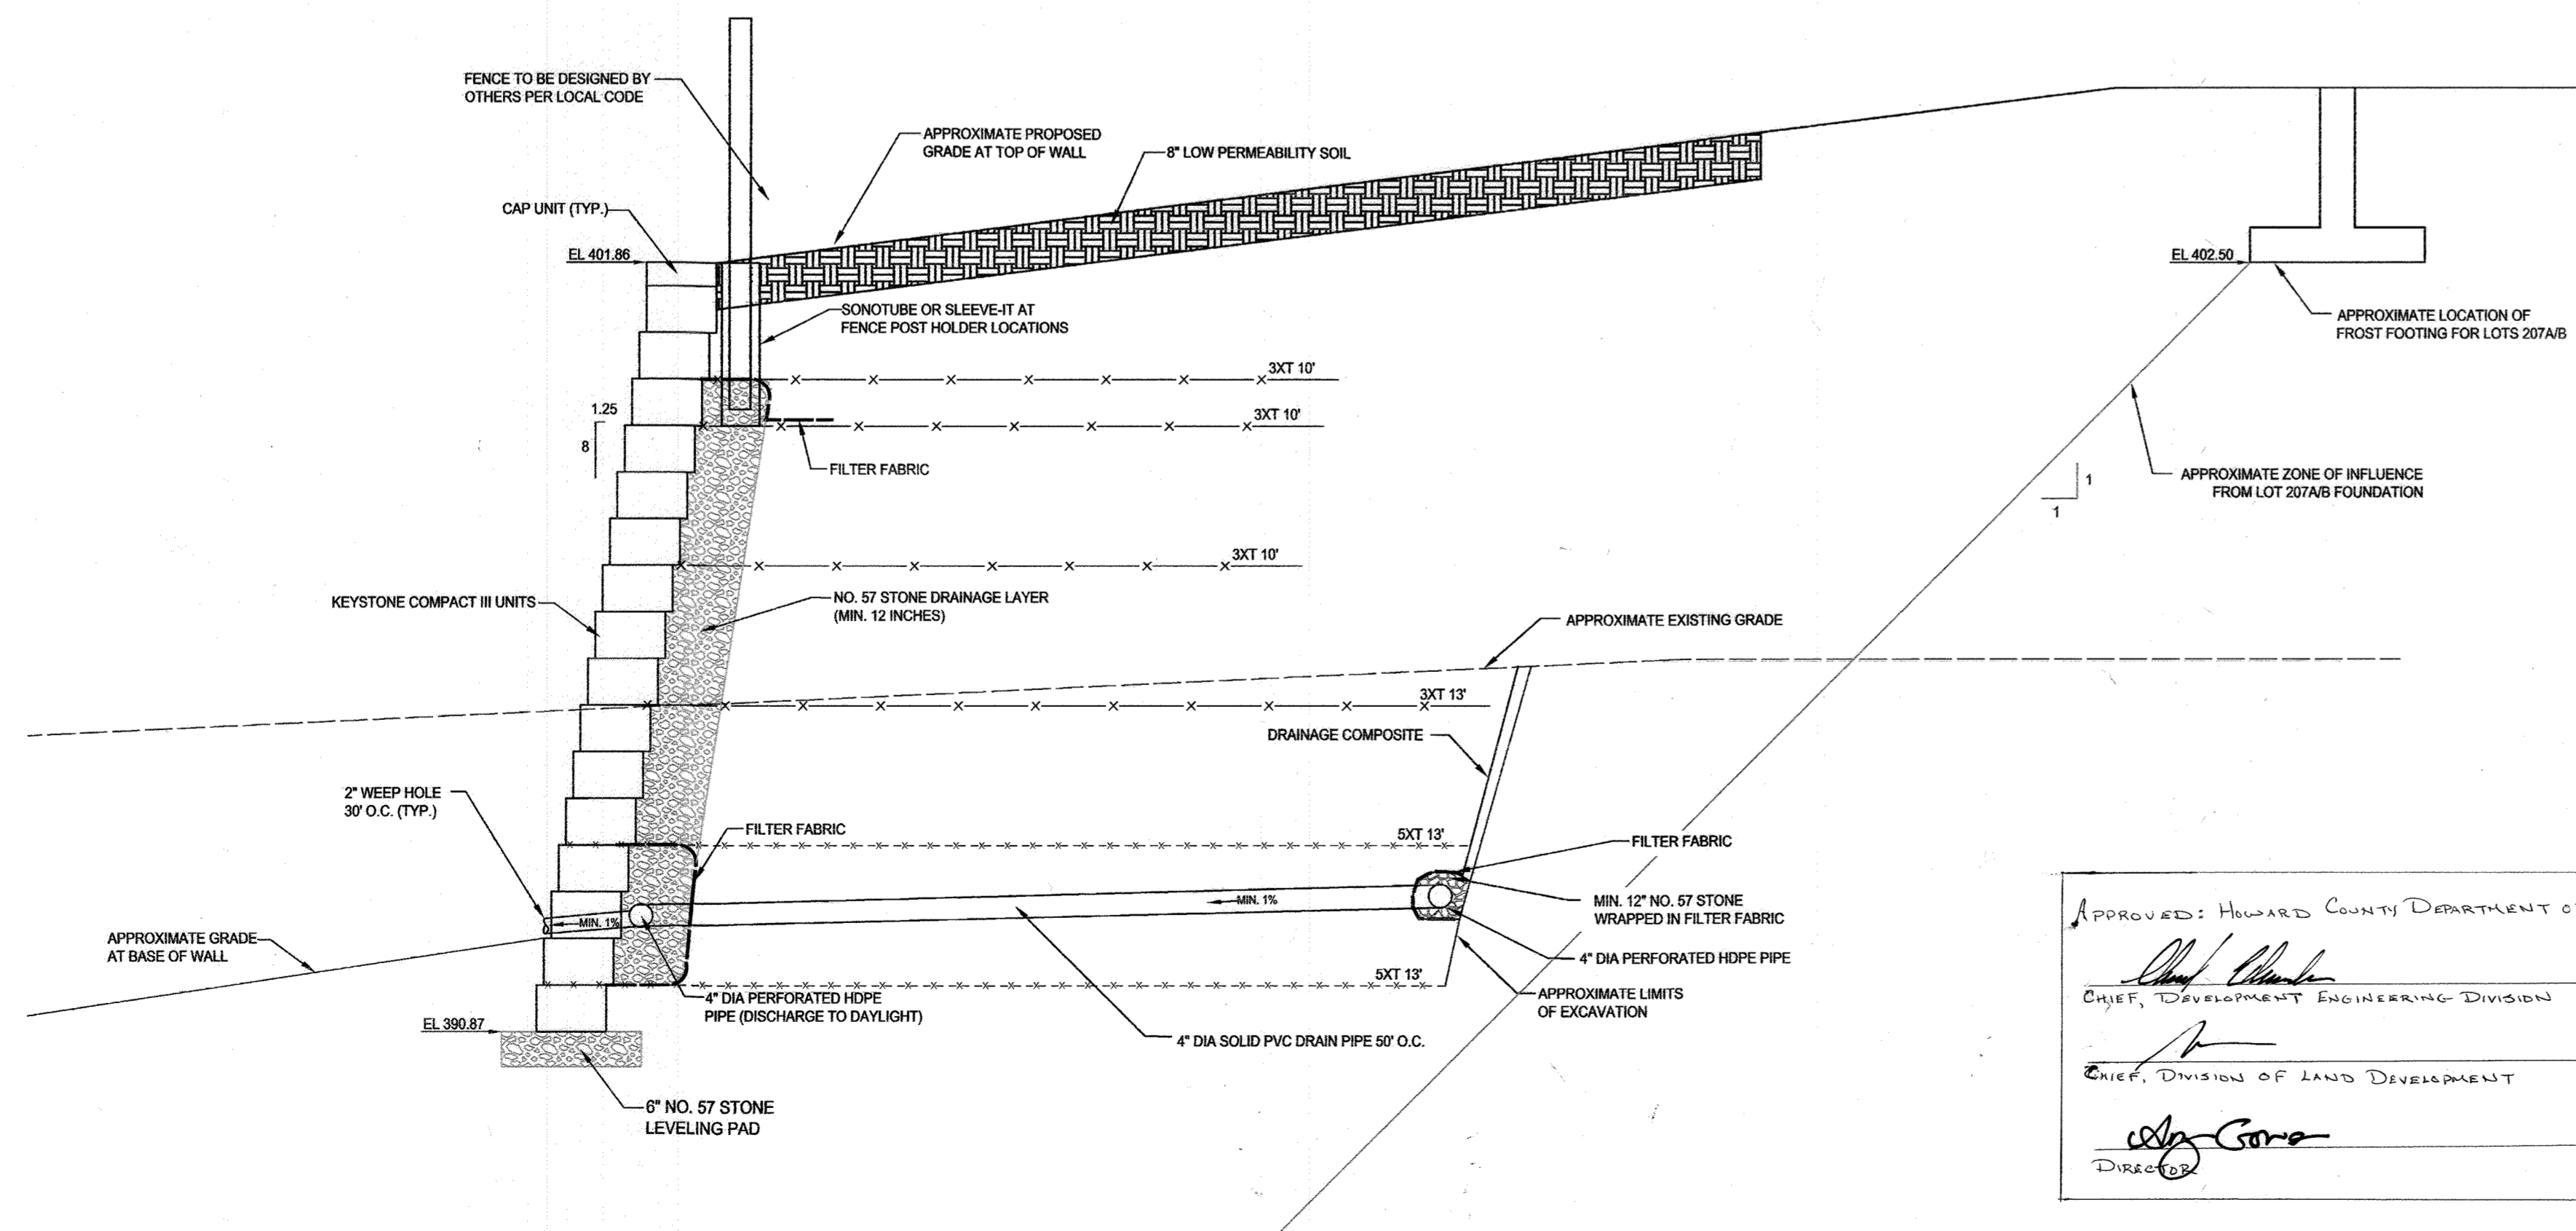 FENCE TO BE DESIGNED BY
OTHERS PER LOCAL CODE
APPROXIMATE PROPOSED
GRADE AT TOP OF WALL
8" LOW PERMEABILITY SOIL
CAP UNIT (TYP.)
EL 401.86
EL 402.50
SONOTUBE OR SLEEVE-IT AT
FENCE POST HOLDER LOCATIONS
APPROXIMATE LOCATION OF
FROST FOOTING FOR LOTS 207A/B
3XT 10'
1.25
8
3XT 10'
FILTER FABRIC
APPROXIMATE ZONE OF INFLUENCE
FROM LOT 207A/B FOUNDATION
1
1
3XT 10'
KEYSTONE COMPACT III UNITS
NO. 57 STONE DRAINAGE LAYER
(MIN. 12 INCHES)
APPROXIMATE EXISTING GRADE
3XT 13'
DRAINAGE COMPOSITE
2" WEEP HOLE
30' O.C. (TYP.)
FILTER FABRIC
5XT 13'
FILTER FABRIC
MIN. 1%
MIN. 1%
MIN. 12" NO. 57 STONE
WRAPPED IN FILTER FABRIC
APPROXIMATE GRADE
AT BASE OF WALL
4" DIA PERFORATED HDPE PIPE
5XT 13'
4" DIA PERFORATED HDPE
PIPE (DISCHARGE TO DAYLIGHT)
APPROXIMATE LIMITS
OF EXCAVATION
EL 390.87
4" DIA SOLID PVC DRAIN PIPE 50' O.C.
6" NO. 57 STONE
LEVELING PAD
APPROVED: HOWARD COUNTY DEPARTMENT
CHIEF, DEVELOPMENT ENGINEERING DIVISION
CHIEF, DIVISION OF LAND DEVELOPMENT
DIRECTOR